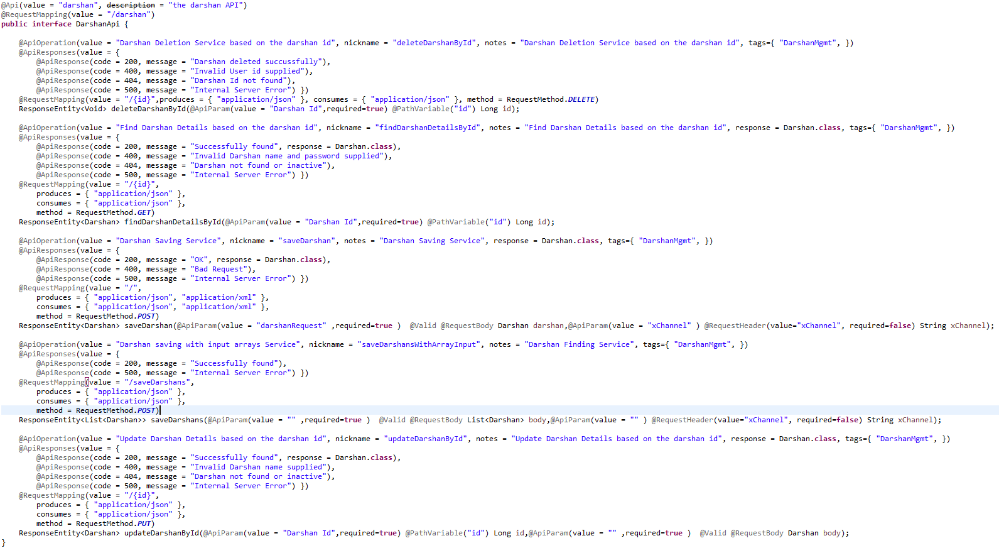 @Api(value = "darshan", description = "the darshan API")
@RequestMapping(value = "/darshan")
public interface DarshanApi {
@ApiOperation(value = "Darshan Deletion Service based on the darshan id", nickname = "deleteDarshanById", notes = "Darshan Deletion Service based on the darshan id", tags={ "DarshanMgmt", })
@ApiResponses(value = {
@ApiResponse(code = 200, message = "Darshan deleted succussfully"),
@ApiResponse(code = 400, message = "Invalid User id supplied"),
@ApiResponse(code = 404, message = "Darshan Id not found"),
@ApiResponse(code = 500, message = "Internal Server Error") })
@RequestMapping(value = "/{id}",produces = { "application/json" }, consumes = { "application/json" }, method = RequestMethod.DELETE)
ResponseEntity<Void> deleteDarshanById(@ApiParam(value = "Darshan Id",required=true) @PathVariable("id") Long id);
@ApiOperation(value = "Find Darshan Details based on the darshan id", nickname = "findDarshanDetailsById", notes = "Find Darshan Details based on the darshan id", response = Darshan.class, tags={ "DarshanMgmt", })
@ApiResponses(value = {
@ApiResponse(code = 200, message = "Successfully found", response = Darshan.class),
@ApiResponse(code = 400, message = "Invalid Darshan name and password supplied"),
@ApiResponse(code = 404, message = "Darshan not found or inactive"),
@ApiResponse(code = 500, message = "Internal Server Error") })
@RequestMapping(value = "/{id}",
produces = { "application/json" },
consumes = { "application/json" },
method = RequestMethod.GET)
ResponseEntity<Darshan> findDarshanDetailsById(@ApiParam(value = "Darshan Id",required=true) @PathVariable("id") Long id);
@ApiOperation(value = "Darshan Saving Service", nickname = "saveDarshan", notes = "Darshan Saving Service", response = Darshan.class, tags={ "DarshanMgmt", })
@ApiResponses(value = {
@ApiResponse(code = 200, message = "OK", response = Darshan.class),
@ApiResponse(code = 400, message = "Bad Request"),
@ApiResponse(code = 500, message = "Internal Server Error") })
@RequestMapping(value = "/",
produces = { "application/json", "application/xml" },
consumes = { "application/json", "application/xml" },
method = RequestMethod.POST)
ResponseEntity<Darshan> saveDarshan(@ApiParam(value = "darshanRequest" ,required=true )  @Valid @RequestBody Darshan darshan,@ApiParam(value = "xChannel" ) @RequestHeader(value="xChannel", required=false) String xChannel);
@ApiOperation(value = "Darshan saving with input arrays Service", nickname = "saveDarshansWithArrayInput", notes = "Darshan Finding Service", tags={ "DarshanMgmt", })
@ApiResponses(value = {
@ApiResponse(code = 200, message = "Successfully found"),
@ApiResponse(code = 500, message = "Internal Server Error") })
@RequestMapping(value = "/saveDarshans",
produces = { "application/json" },
consumes = { "application/json" },
method = RequestMethod.POST)
ResponseEntity<List<Darshan>> saveDarshans(@ApiParam(value = "" ,required=true )  @Valid @RequestBody List<Darshan> body,@ApiParam(value = "" ) @RequestHeader(value="xChannel", required=false) String xChannel);
@ApiOperation(value = "Update Darshan Details based on the darshan id", nickname = "updateDarshanById", notes = "Update Darshan Details based on the darshan id", response = Darshan.class, tags={ "DarshanMgmt", })
@ApiResponses(value = {
@ApiResponse(code = 200, message = "Successfully found", response = Darshan.class),
@ApiResponse(code = 400, message = "Invalid Darshan name supplied"),
@ApiResponse(code = 404, message = "Darshan not found or inactive"),
@ApiResponse(code = 500, message = "Internal Server Error") })
@RequestMapping(value = "/{id}",
produces = { "application/json" },
consumes = { "application/json" },
method = RequestMethod.PUT)
ResponseEntity<Darshan> updateDarshanById(@ApiParam(value = "Darshan Id",required=true) @PathVariable("id") Long id,@ApiParam(value = "" ,required=true )  @Valid @RequestBody Darshan body);
}